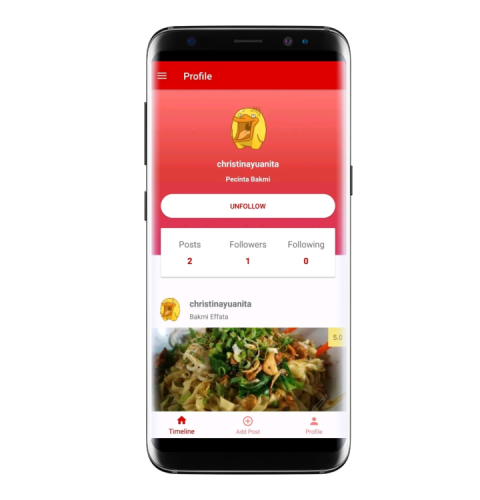 Profile
christinayuanita
Pecinta Bakmi
UNFOLLOW
Posts Followers Following
2 1 0
christinayuanita
Bakmi Effata
5.0
Timeline Add Post Profile